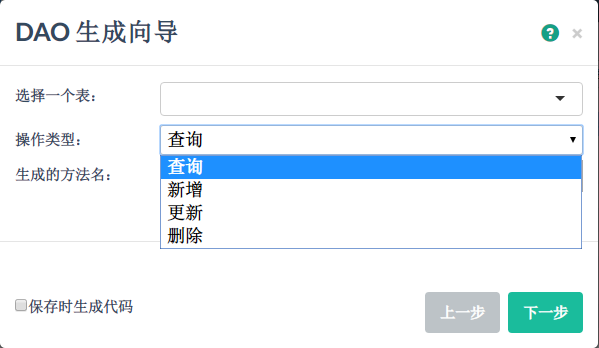 DAO 生成向导
选择一个表：
操作类型：
查询
查询
生成的方法名：
新增
更新
删除
保存时生成代码
上一步
下一步